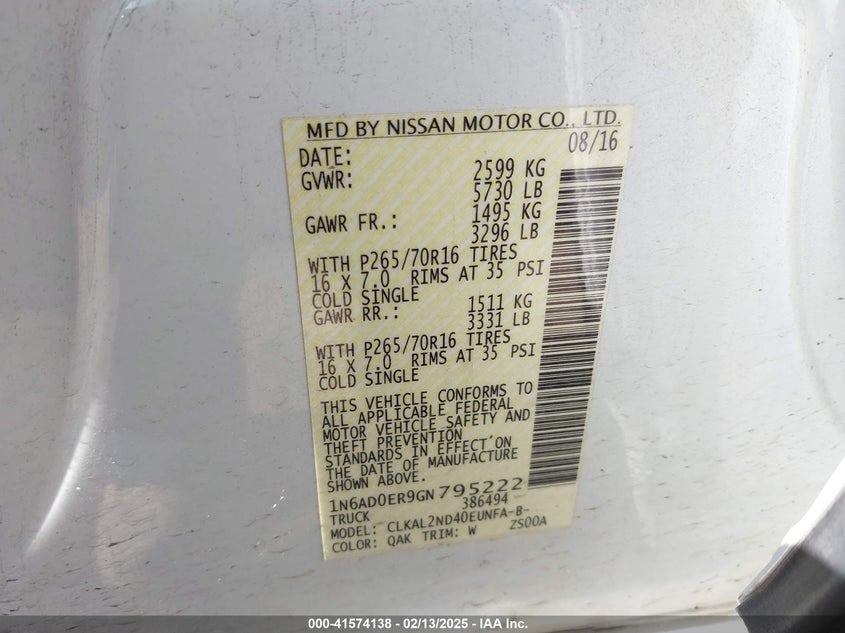 MFD BY NISSAN MOTOR CO., LTD.
DATE: 08/16
GVWR: 2599 KG
5730 LB
GAWR FR.: 1495 KG
3296 LB
WITH P265/70R16 TIRES
16 X 7.0 RIMS AT 35 PSI
COLD SINGLE
GAWR RR.: 1511 KG
3331 LB
WITH P265/70R16 TIRES
16 X 7.0 RIMS AT 35 PSI
COLD SINGLE
THIS VEHICLE CONFORMS TO
ALL APPLICABLE FEDERAL
MOTOR VEHICLE SAFETY AND
THEFT PREVENTION
STANDARDS IN EFFECT ON
THE DATE OF MANUFACTURE
SHOWN ABOVE.
1N6AD0ER9GN795222
TRUCK 386494
MODEL: CLKAL2ND40EUNFA-B-
COLOR: QAK TRIM: W ZS00A
000-41574138 - 02/13/2025 - IAA Inc.